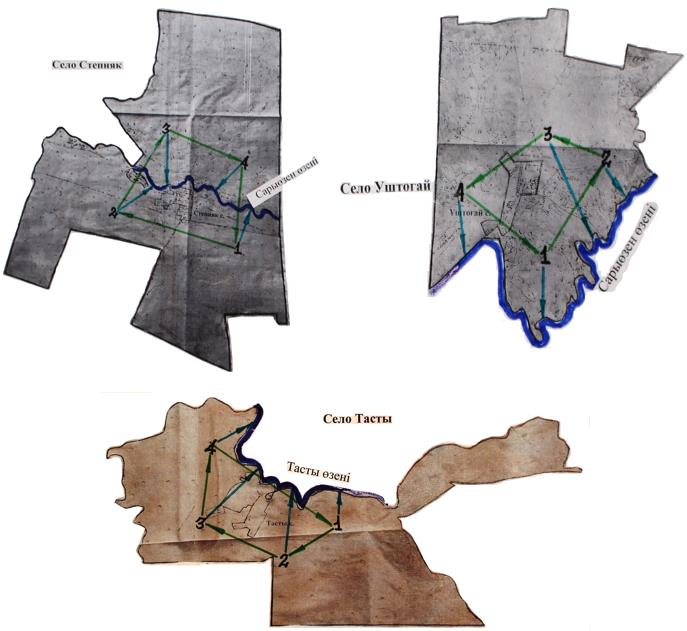 Село Степняк
3
4
Сарыөзен өзені
2
Степняк с.
1
3
2
Село Уштогай
4
Уштогай с.
1
Сарыөзен өзені
Село Тасты
4
Тасты өзені
3
Тасты с.
1
2